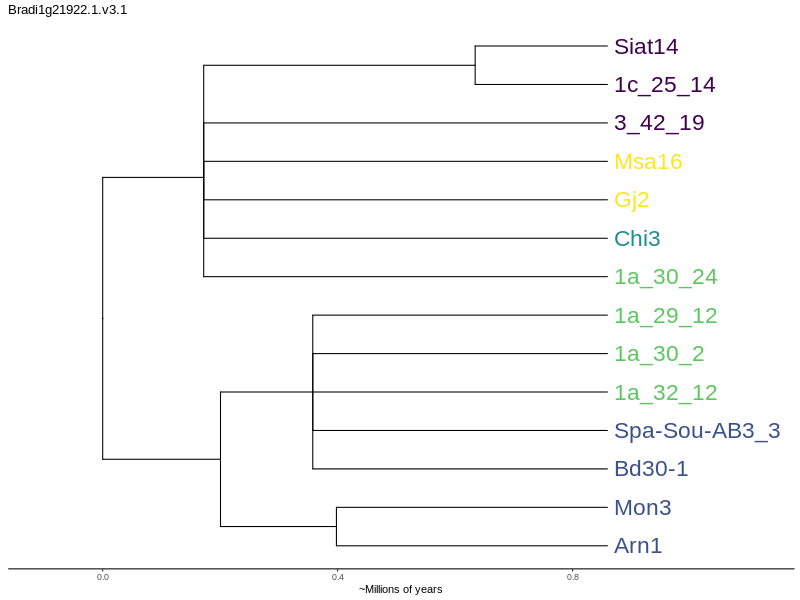 Bradi1g21922.1.v3.1
Siat14
1c_25_14
3_42_19
Msa16
Gj2
Chi3
1a_30_24
1a_29_12
1a_30_2
1a_32_12
Spa-Sou-AB3_3
Bd30-1
Mon3
Arn1
0.0 0.4 0.8
~Millions of years